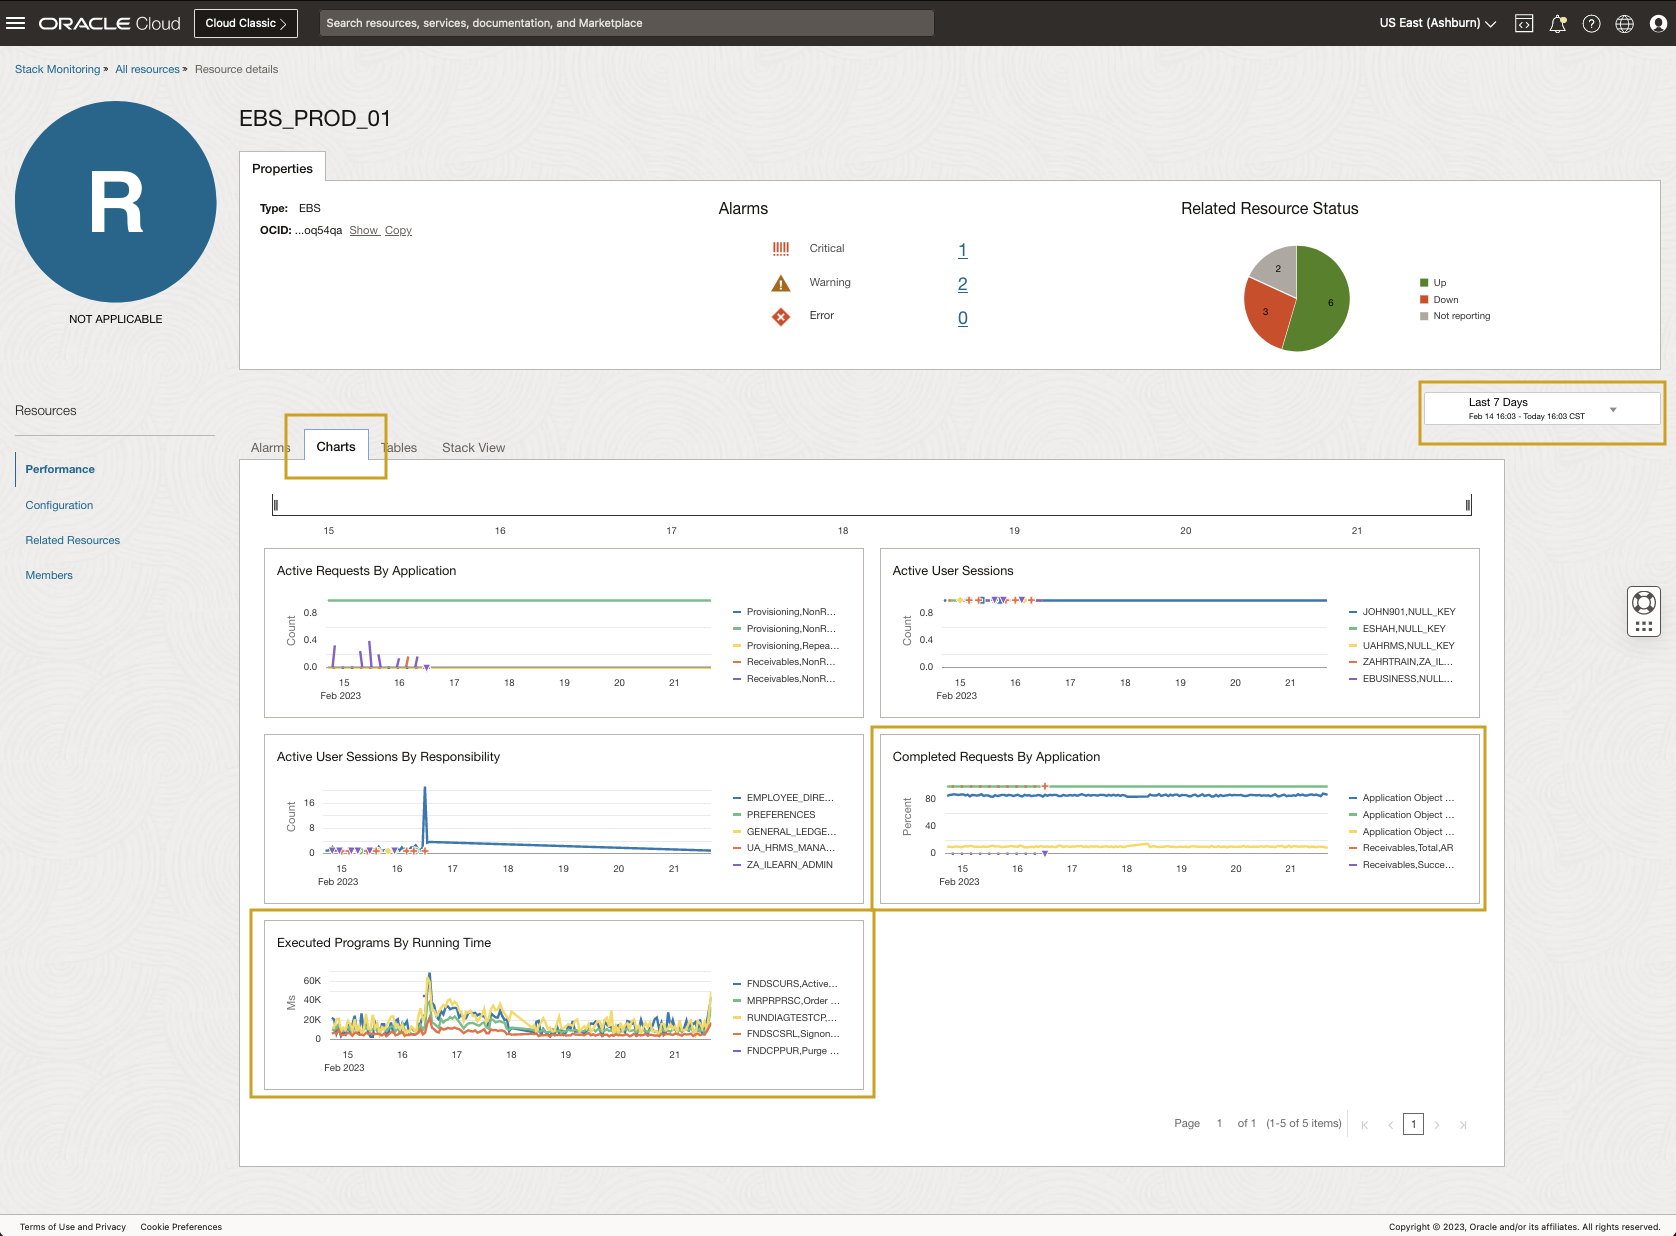 ORACLE Cloud
Cloud Classic
Search resources, services, documentation, and Marketplace
US East (Ashburn)
Stack Monitoring » All resources » Resource details
R
NOT APPLICABLE
EBS_PROD_01
Properties
Type: EBS
OCID: ...oq54qa Show Copy
Alarms
Critical 1
Warning 2
Error 0
Related Resource Status
2
6
3
Up
Down
Not reporting
Resources
Performance
Configuration
Related Resources
Members
Last 7 Days
Feb 14 16:03 - Today 16:03 CST
Alarms
Charts
Tables
Stack View
15 16 17 18 19 20 21
Active Requests By Application
Count
0.8
0.4
0.0
15 16 17 18 19 20 21
Feb 2023
Provisioning,NonR...
Provisioning,NonR...
Provisioning,Repea...
Receivables,NonR...
Receivables,NonR...
Active User Sessions
Count
0.8
0.4
0.0
15 16 17 18 19 20 21
Feb 2023
JOHN901,NULL_KEY
ESHAH,NULL_KEY
UAHRMS,NULL_KEY
ZAHRTRAIN,ZA_IL...
EBUSINESS,NULL...
Active User Sessions By Responsibility
Count
16
8
0
15 16 17 18 19 20 21
Feb 2023
EMPLOYEE_DIRE...
PREFERENCES
GENERAL_LEDGE...
UA_HRMS_MANA...
ZA_ILEARN_ADMIN
Completed Requests By Application
Percent
80
40
0
15 16 17 18 19 20 21
Feb 2023
Application Object ...
Application Object ...
Application Object ...
Receivables,Total,AR
Receivables,Succe...
Executed Programs By Running Time
Ms
60K
40K
20K
0
15 16 17 18 19 20 21
Feb 2023
FNDSCURS,Active...
MRPRPRSC,Order ...
RUNDIAGTESTCP,...
FNDSCSRL,Signon...
FNDCPPUR,Purge ...
Page 1 of 1 (1-5 of 5 items) 1
Terms of Use and Privacy Cookie Preferences
Copyright © 2023, Oracle and/or its affiliates. All rights reserved.